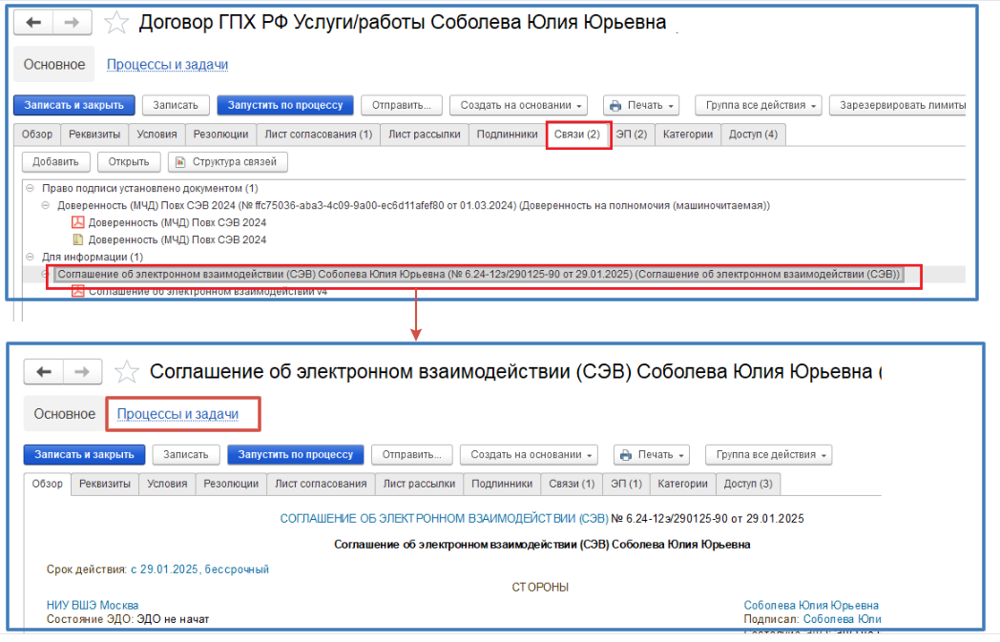 Договор ГПХ РФ Услуги/работы Соболева Юлия Юрьевна
Основное Процессы и задачи
Записать и закрыть Записать Запустить по процессу Отправить... Создать на основании Печать Группа все действия Зарезервировать лимиты
Обзор Реквизиты Условия Резолюции Лист согласования (1) Лист рассылки Подлинники Связи (2) ЭП (2) Категории Доступ (4)
Добавить Открыть Структура связей
Право подписи установлено документом (1)
Доверенность (МЧД) Повх СЭВ 2024 (№ ffc75036-aba3-4c09-9a00-ec6d11afef80 от 01.03.2024) (Доверенность на полномочия (машиночитаемая))
Доверенность (МЧД) Повх СЭВ 2024
Доверенность (МЧД) Повх СЭВ 2024
Для информации (1)
Соглашение об электронном взаимодействии (СЭВ) Соболева Юлия Юрьевна (№ 6.24-12э/290125-90 от 29.01.2025) (Соглашение об электронном взаимодействии (СЭВ))
Соглашение об электронном взаимодействии v4
Соглашение об электронном взаимодействии (СЭВ) Соболева Юлия Юрьевна (
Основное Процессы и задачи
Записать и закрыть Записать Запустить по процессу Отправить... Создать на основании Печать Группа все действия
Обзор Реквизиты Условия Резолюции Лист согласования Лист рассылки Подлинники Связи (1) ЭП (1) Категории Доступ (3)
СОГЛАШЕНИЕ ОБ ЭЛЕКТРОННОМ ВЗАИМОДЕЙСТВИИ (СЭВ) № 6.24-12э/290125-90 от 29.01.2025
Соглашение об электронном взаимодействии (СЭВ) Соболева Юлия Юрьевна
Срок действия: с 29.01.2025, бессрочный
СТОРОНЫ
НИУ ВШЭ Москва Соболева Юлия Юрьевна
Состояние ЭДО: ЭДО не начат Подписал: Соболева Юли